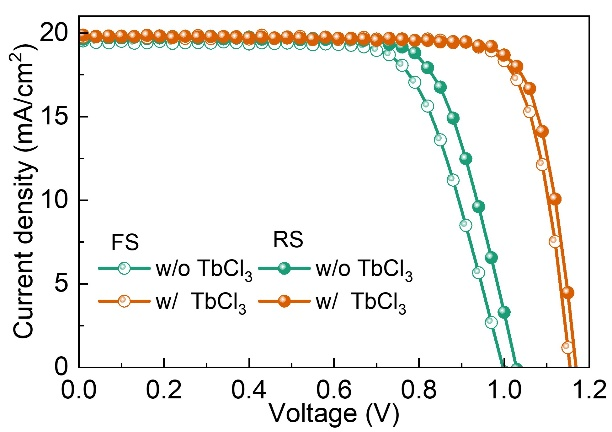 Current density (mA/cm²)
20
15
10
5
0
FS RS
w/o TbCl₃ w/o TbCl₃
w/ TbCl₃ w/ TbCl₃
0.0 0.2 0.4 0.6 0.8 1.0 1.2
Voltage (V)